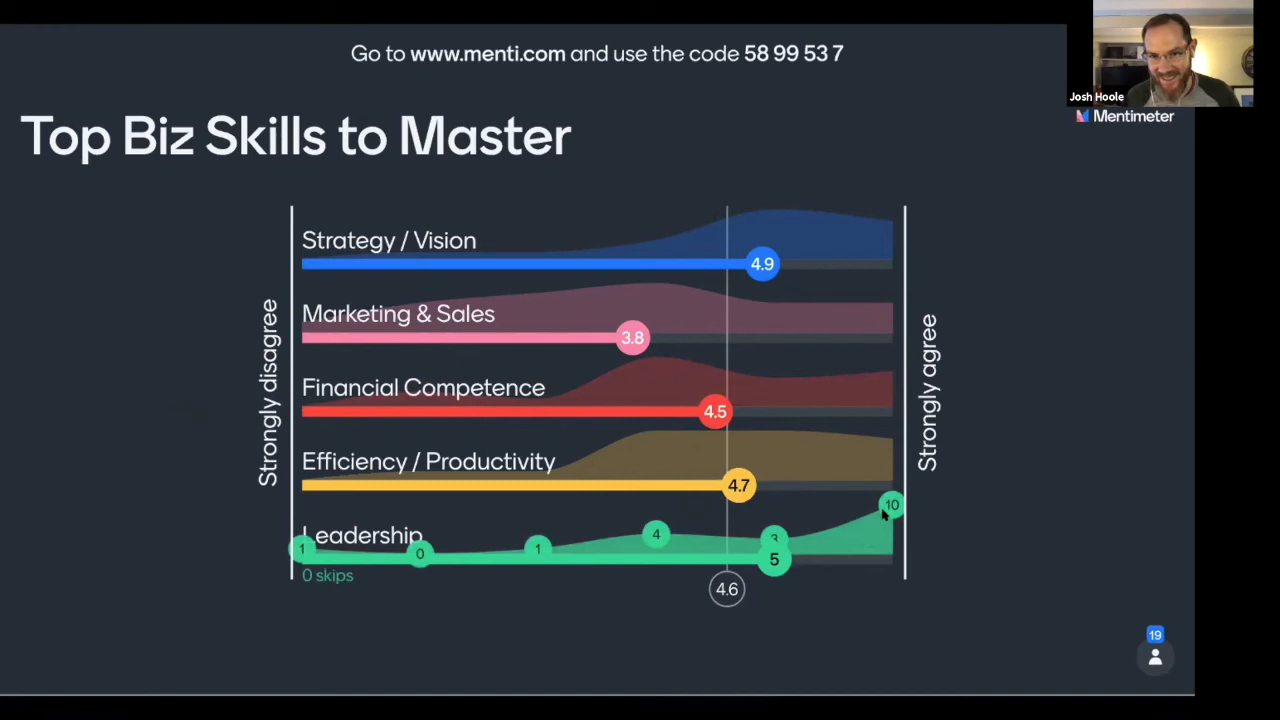 Go to www.menti.com and use the code 58 99 53 7
Josh Hoole
Mentimeter
Top Biz Skills to Master
Strongly disagree
Strategy / Vision
4.9
Marketing & Sales
3.8
Financial Competence
4.5
Efficiency / Productivity
4.7
Leadership
1
0
1
4
3
10
5
0 skips
4.6
Strongly agree
19